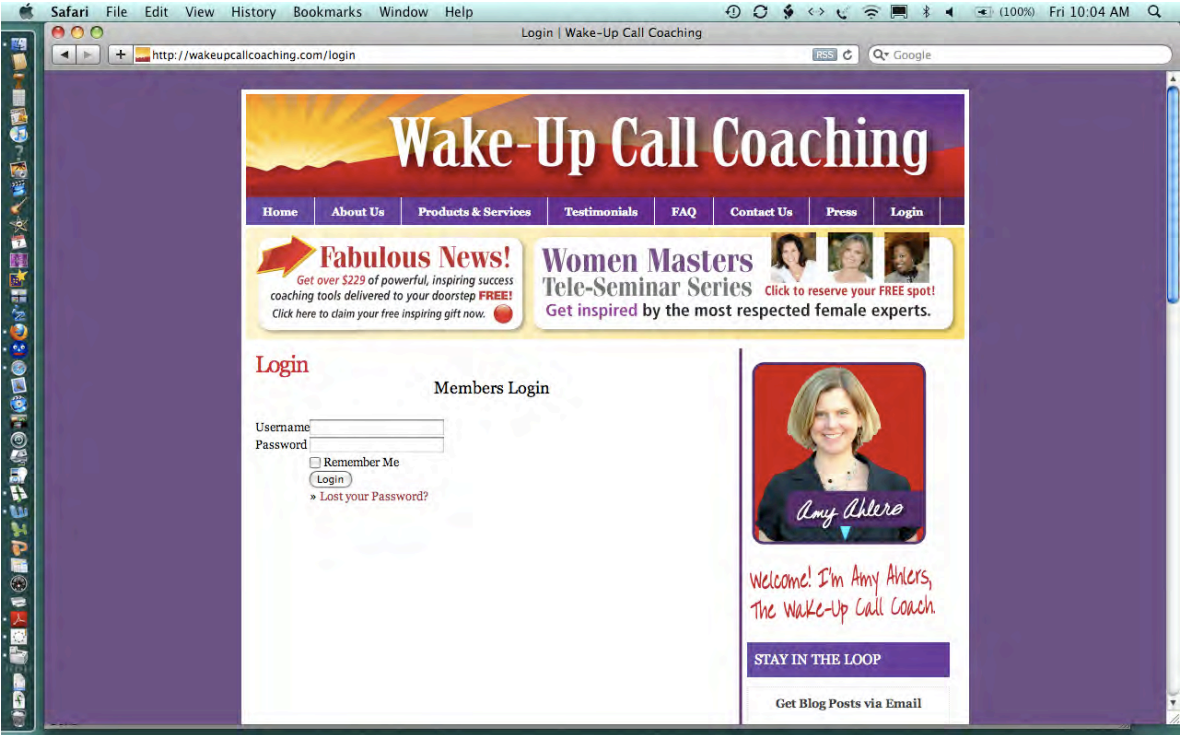 Safari File Edit View History Bookmarks Window Help (100%) Fri 10:04 AM
Login | Wake-Up Call Coaching
http://wakeupcallcoaching.com/login RSS Google
Wake-Up Call Coaching
Home About Us Products & Services Testimonials FAQ Contact Us Press Login
Fabulous News!
Get over $229 of powerful, inspiring success
coaching tools delivered to your doorstep FREE!
Click here to claim your free inspiring gift now.
Women Masters
Tele-Seminar Series
Click to reserve your FREE spot!
Get inspired by the most respected female experts.
Login
Members Login
Username
Password
Remember Me
Login
» Lost your Password?
Amy Ahlers
Welcome! I'm Amy Ahlers,
The Wake-Up Call Coach.
STAY IN THE LOOP
Get Blog Posts via Email